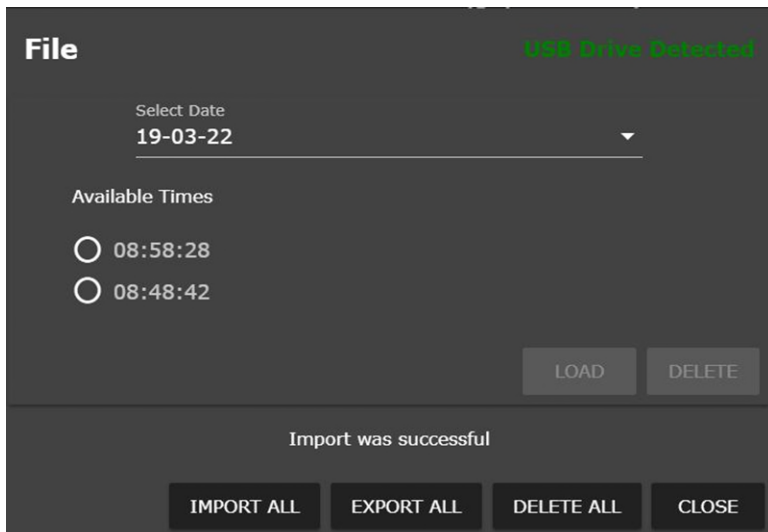 File
USB Drive Detected
Select Date
19-03-22
Available Times
08:58:28
08:48:42
LOAD
DELETE
Import was successful
IMPORT ALL
EXPORT ALL
DELETE ALL
CLOSE